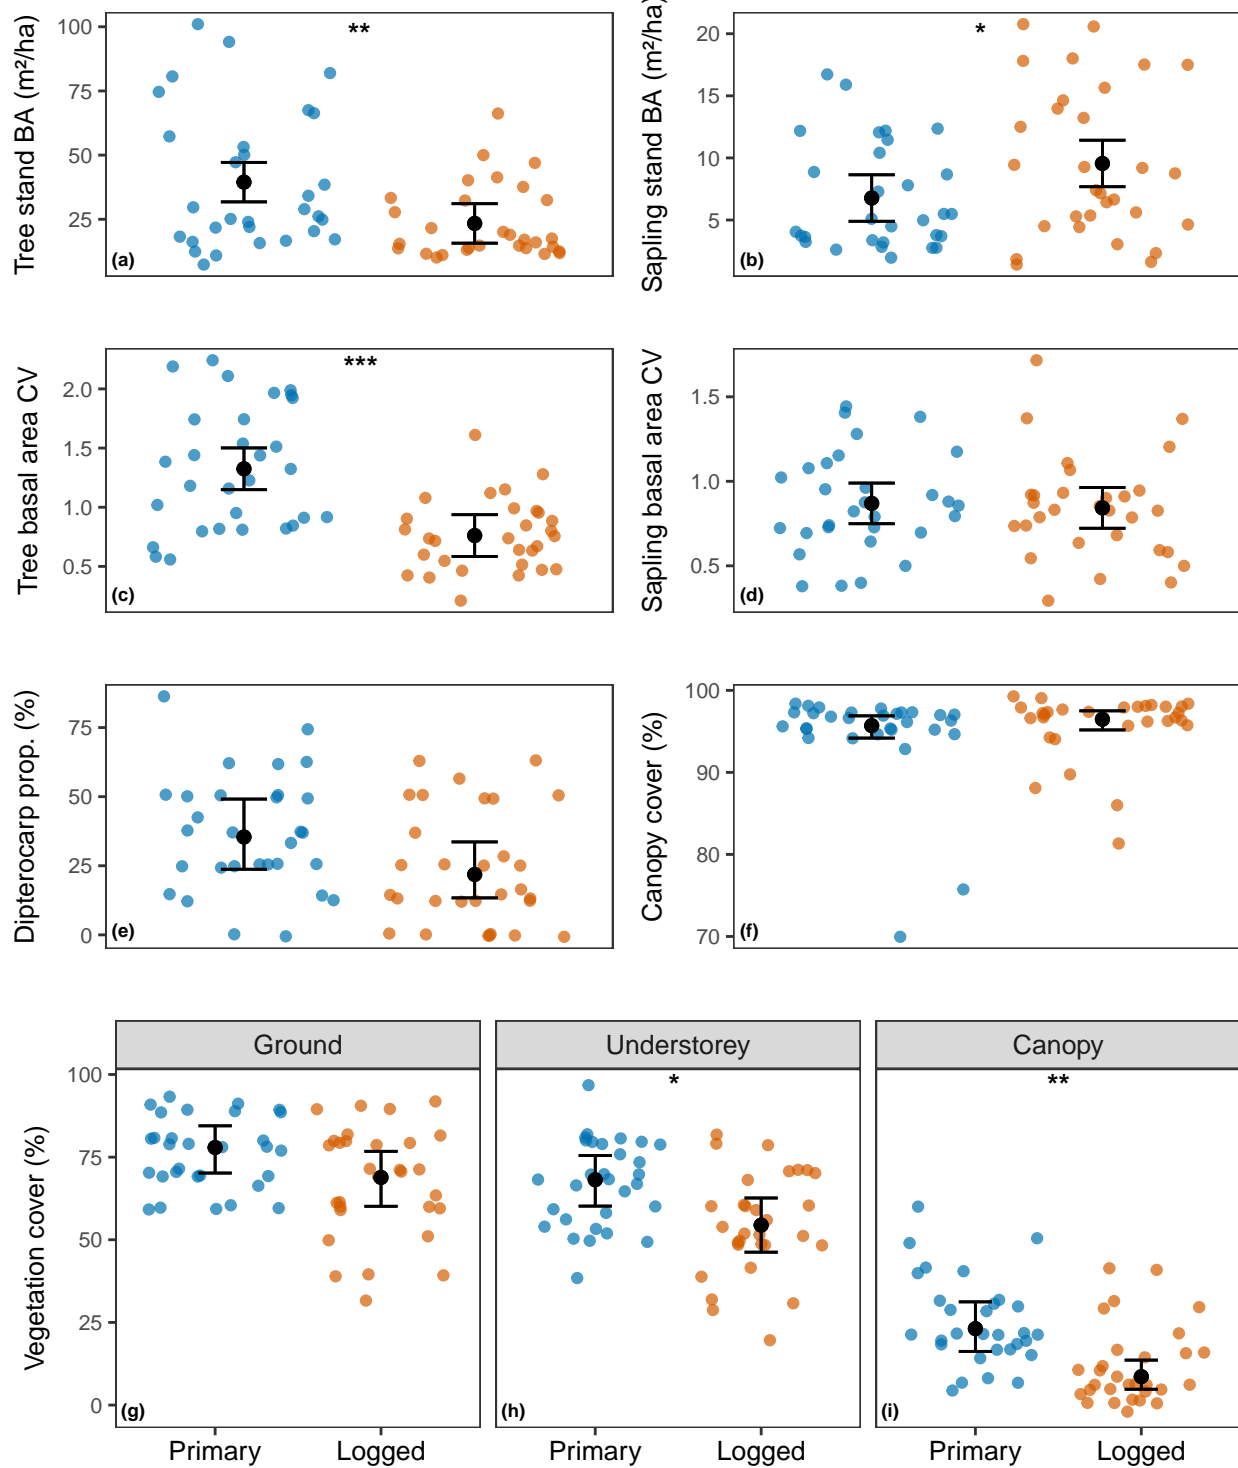 Tree stand BA (m²/ha)
100
75
50
25
**
(a)
Sapling stand BA (m²/ha)
20
15
10
5
*
(b)
Tree basal area CV
2.0
1.5
1.0
0.5
***
(c)
Sapling basal area CV
1.5
1.0
0.5
(d)
Dipterocarp prop. (%)
75
50
25
0
(e)
Canopy cover (%)
100
90
80
70
(f)
Vegetation cover (%)
100
75
50
25
0
Ground
(g)
Primary Logged
Understorey
*
(h)
Primary Logged
Canopy
**
(i)
Primary Logged